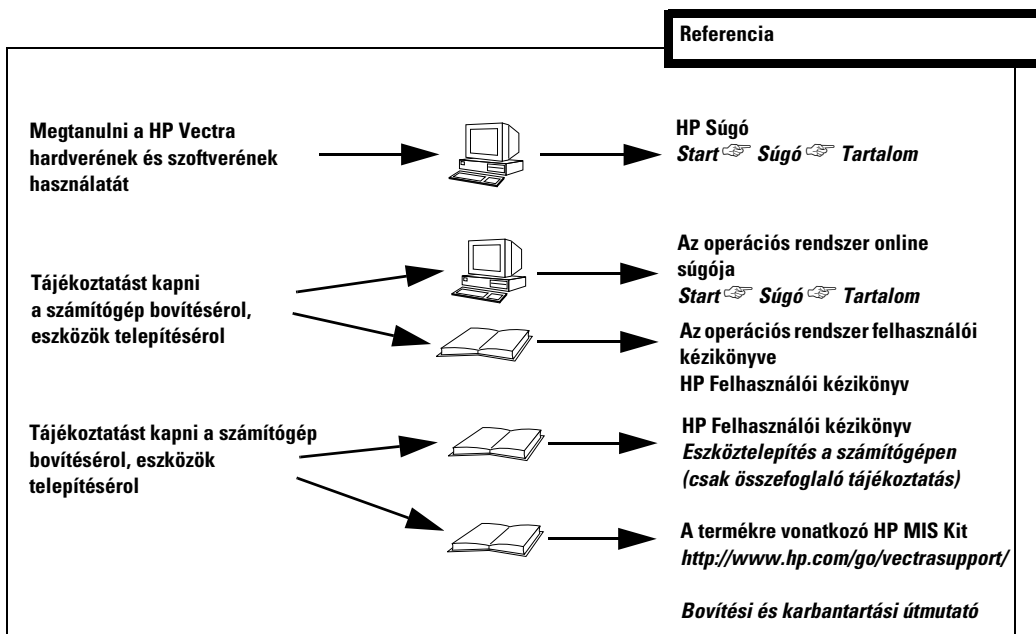 Referencia
Megtanulni a HP Vectra
hardverének és szoftverének
használatát
HP Súgó
Start ☞ Súgó ☞ Tartalom
Tájékoztatást kapni
a számítógép bovítésérol,
eszközök telepítésérol
Az operációs rendszer online
súgója
Start ☞ Súgó ☞ Tartalom
Az operációs rendszer felhasználói
kézikönyve
HP Felhasználói kézikönyv
Tájékoztatást kapni a számítógép
bovítésérol, eszközök
telepítésérol
HP Felhasználói kézikönyv
Eszköztelepítés a számítógépen
(csak összefoglaló tájékoztatás)
A termékre vonatkozó HP MIS Kit
http://www.hp.com/go/vectrasupport/
Bovítési és karbantartási útmutató